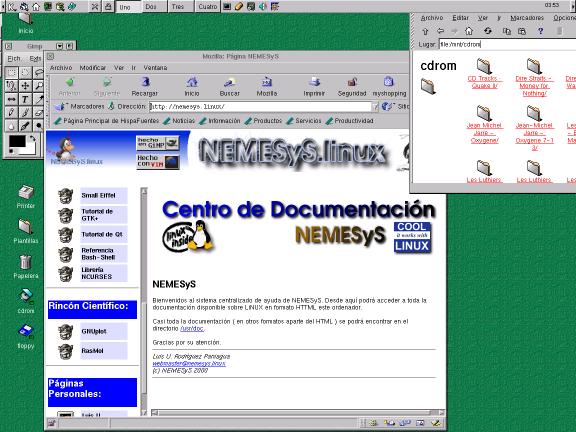 Uno
Dos
Tres
Cuatro
03:53
Inicio
Archivo Editar Ver Ir Marcadores Opciones
Lugar: file:/mnt/cdrom
cdrom
CD Tracks -
Quake II/
Dire Straits -
Money for
Nothing/
Jean Michel
Jarre -
Oxygene/
Jean-Michel
Jarre -
Oxygene 7-1
3/
Les Luthiers
Les Luthiers
Gimp
Fich.
Exts
Mozilla: Página NEMESyS
Archivo Modificar Ver Ir Ventana
Anterior
Siguiente
Recargar
Inicio
Buscar
Mozilla
Imprimir
Seguridad
myshopping
Marcadores
Dirección:
http://nemesys.linux/
Página Principal de HispaFuentes
Noticias
Información
Productos
Servicios
Productividad
NEMESyS.linux
hecho
en GIMP
Hecho
con VIM
NEMESyS.linux
Small Eiffel
Tutorial de
GTK+
Tutorial de Qt
Referencia
Bash-Shell
Librería
NCURSES
Rincón Científico:
GNUplot
RasMol
Páginas
Personales:
Luis U.
Centro de Documentación
NEMESyS
linux
inside
COOL
it works with
LINUX
NEMESyS
Bienvenidos al sistema centralizado de ayuda de NEMESyS. Desde aquí podrá acceder a toda la
documentación disponible sobre LINUX en formato HTTML este ordenador.
Casi toda la documentación ( en otros formatos aparte del HTML ) se podrá encontrar en el
directorio /usr/doc.
Gracias por su atención.
Luis U. Rodríguez Paniagua
webmaster@nemesys.linux
(c) NEMESyS 2000
Printer
Plantillas
Papelera
cdrom
floppy